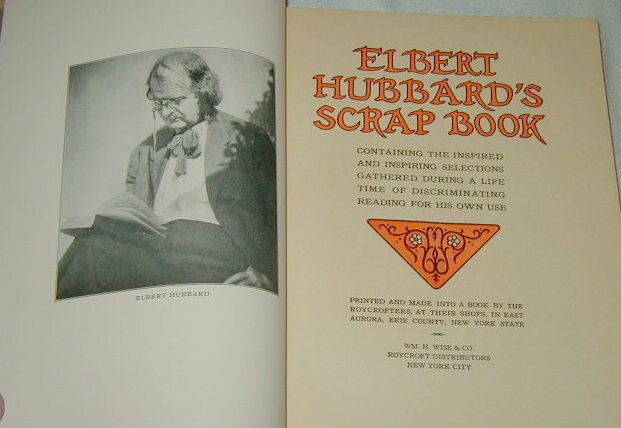 ELBERT HUBBARD
ELBERT
HUBBARD'S
SCRAP BOOK
CONTAINING THE INSPIRED
AND INSPIRING SELECTIONS
GATHERED DURING A LIFE
TIME OF DISCRIMINATING
READING FOR HIS OWN USE
PRINTED AND MADE INTO A BOOK BY THE
ROYCROFTERS, AT THEIR SHOPS, IN EAST
AURORA, ERIE COUNTY, NEW YORK STATE
WM. H. WISE & CO.
ROYCROFT DISTRIBUTORS
NEW YORK CITY